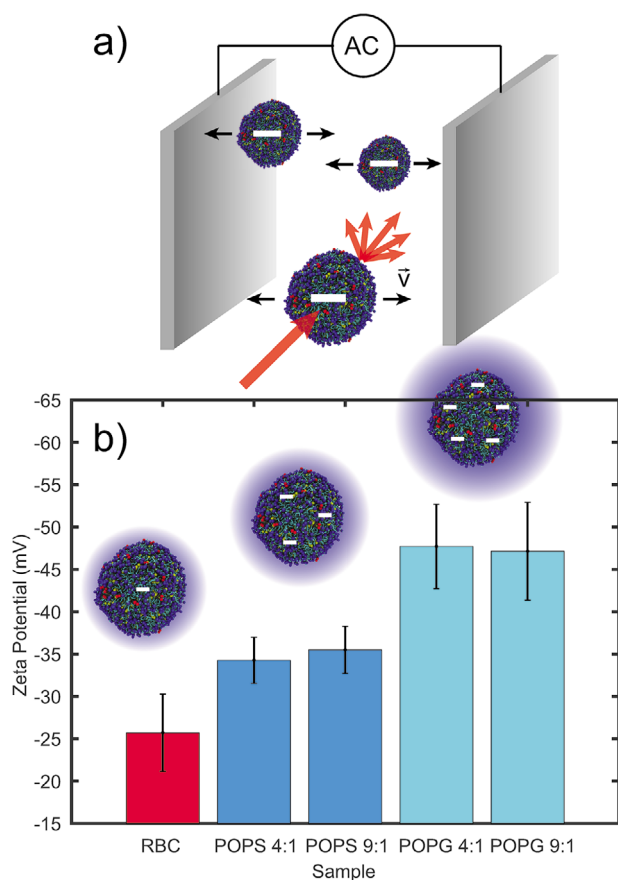 a)
AC
v
b)
-65
-60
-55
-50
-45
-40
-35
-30
-25
-20
-15
Zeta Potential (mV)
RBC POPS 4:1 POPS 9:1 POPG 4:1 POPG 9:1
Sample